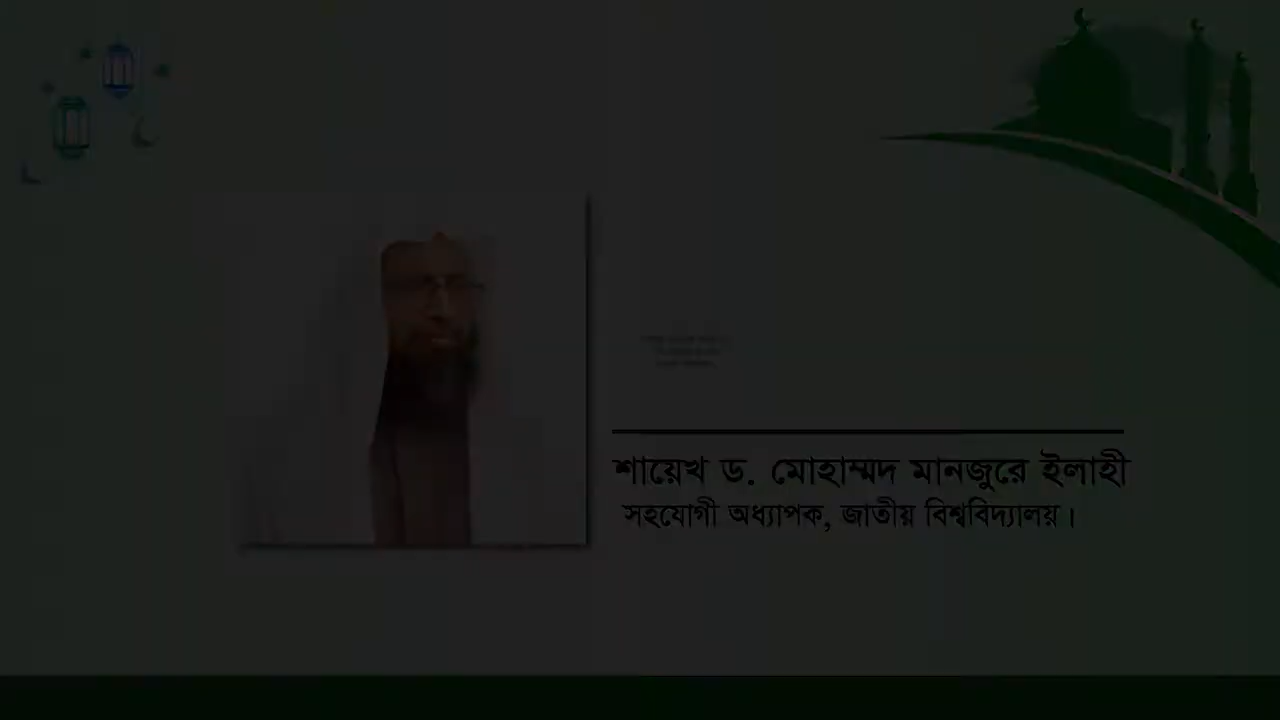 শায়েখ ড. মোহাম্মদ মানজুরে ইলাহী
সহযোগী অধ্যাপক, জাতীয় বিশ্ববিদ্যালয়।